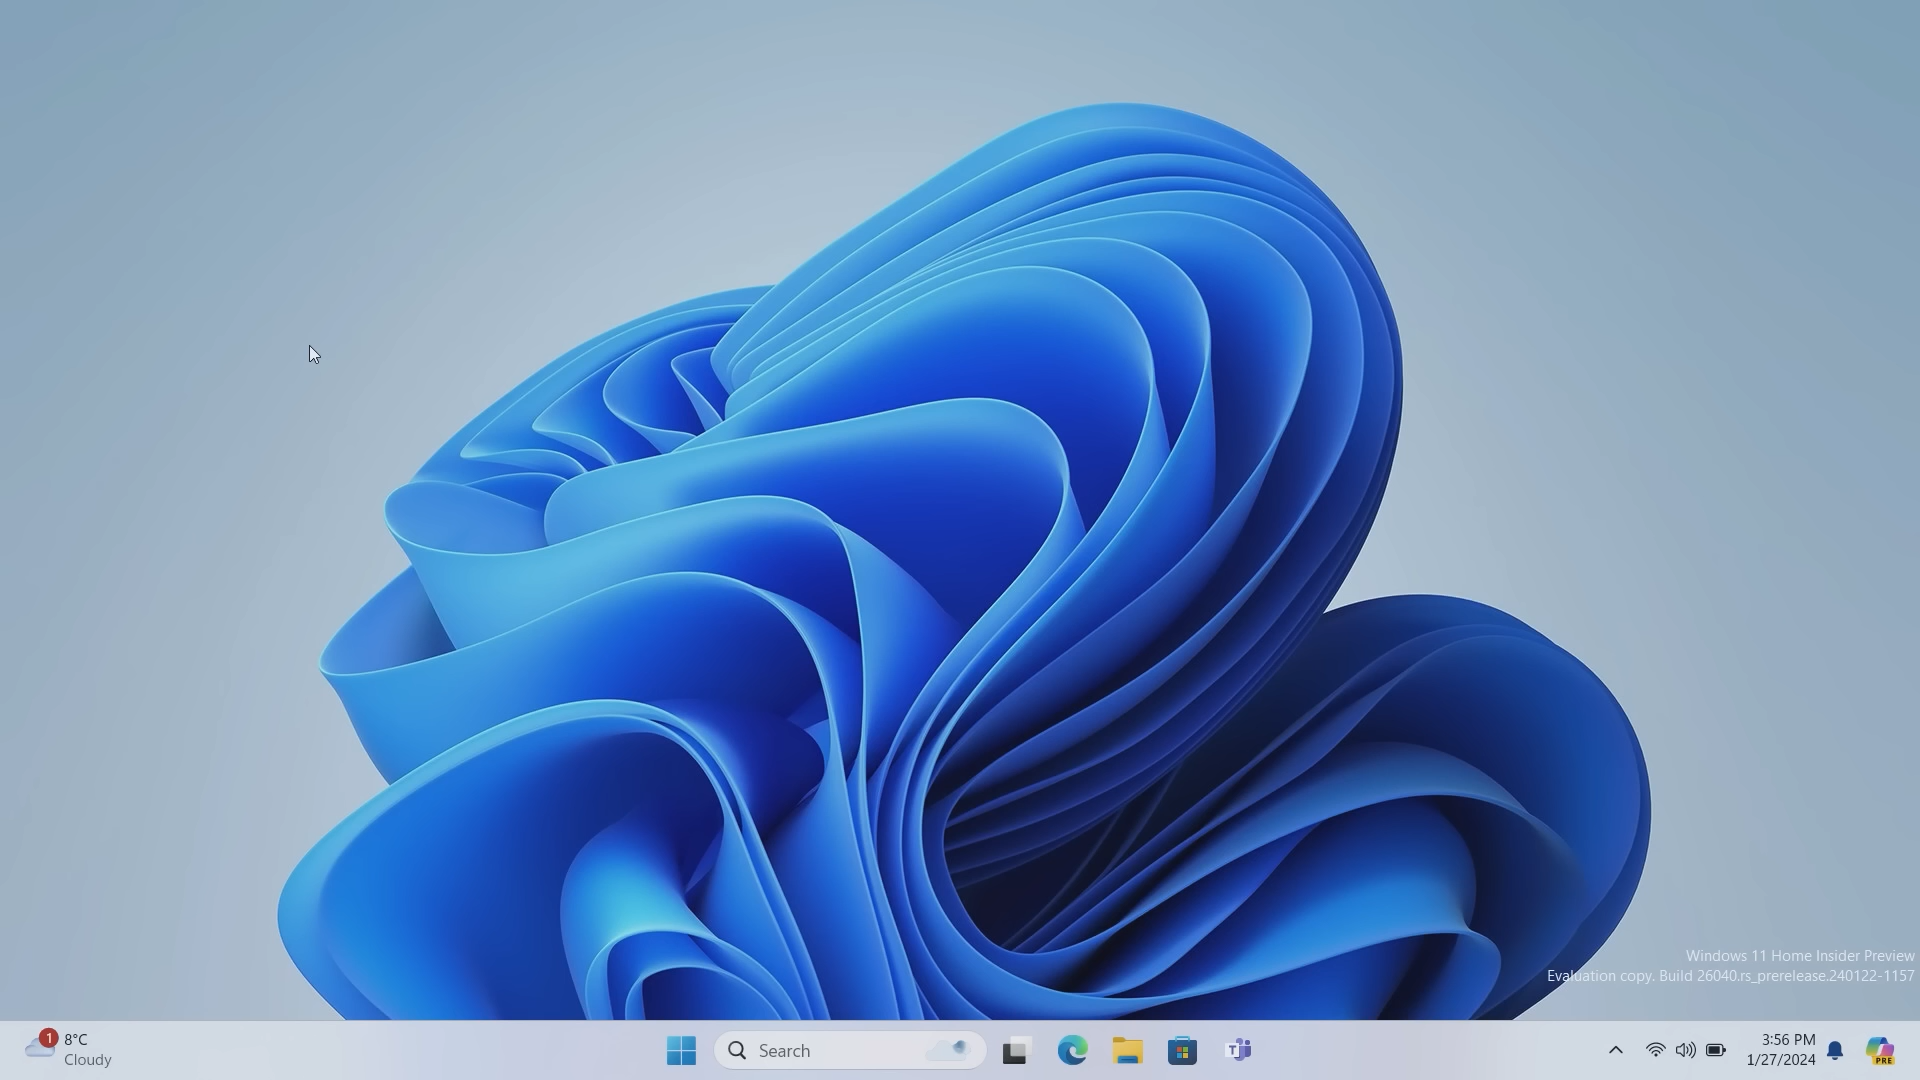 Windows 11 Home Insider Preview
Evaluation copy. Build 26040.rs_prerelease.240122-1157
1
8°C
Cloudy
Search
T
3:56 PM
1/27/2024
PRE